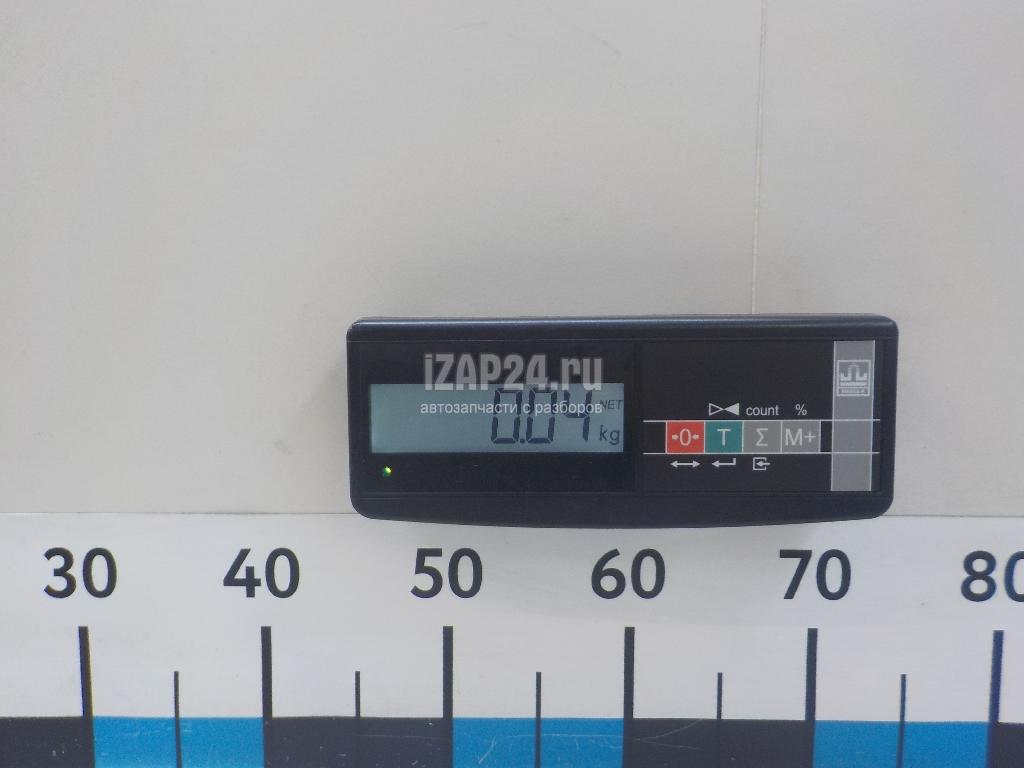 iZAP24.ru
автозапчасти с разборов
0.04 NET
kg
count %
→0← T Σ M+
30 40 50 60 70 80